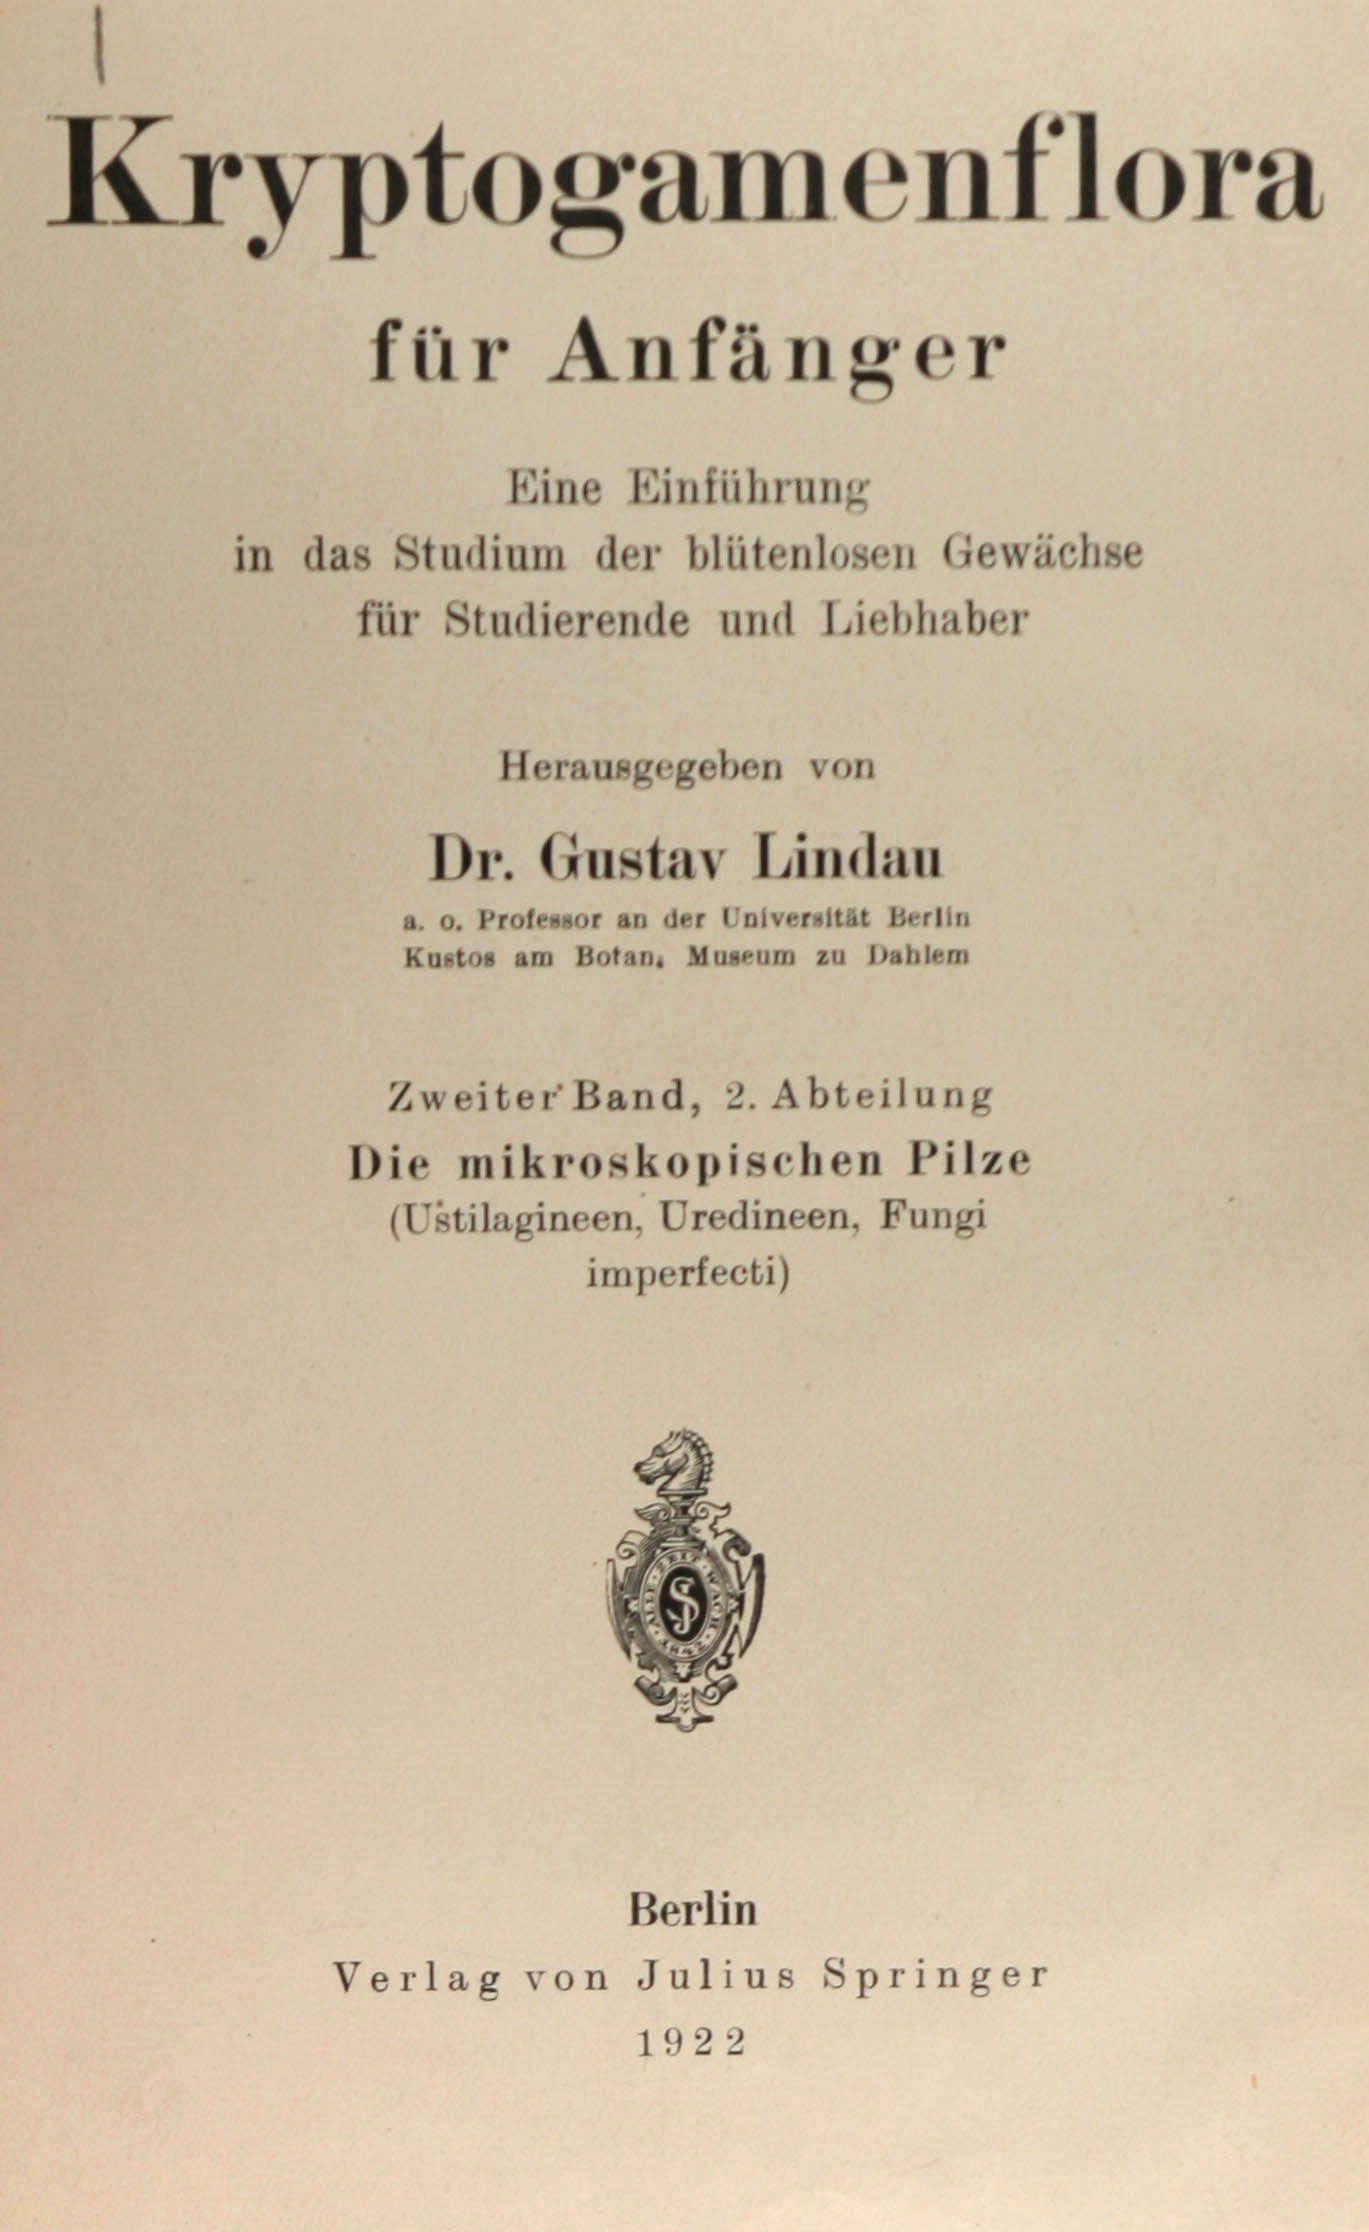 Kryptogamenflora
für Anfänger
Eine Einführung
in das Studium der blütenlosen Gewächse
für Studierende und Liebhaber
Herausgegeben von
Dr. Gustav Lindau
a. o. Professor an der Universität Berlin
Kustos am Botan. Museum zu Dahlem
Zweiter Band, 2. Abteilung
Die mikroskopischen Pilze
(Ustilagineen, Uredineen, Fungi
imperfecti)
Berlin
Verlag von Julius Springer
1922